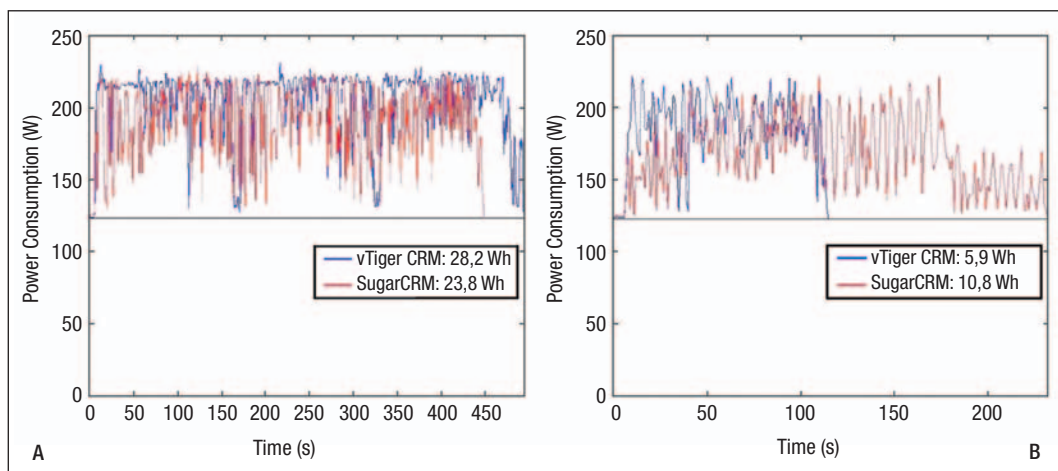 250
200
150
100
50
0
Power Consumption (W)
vTiger CRM: 28,2 Wh
SugarCRM: 23,8 Wh
0 50 100 150 200 250 300 350 400 450
Time (s)
A
250
200
150
100
50
0
Power Consumption (W)
vTiger CRM: 5,9 Wh
SugarCRM: 10,8 Wh
0 50 100 200
Time (s)
B